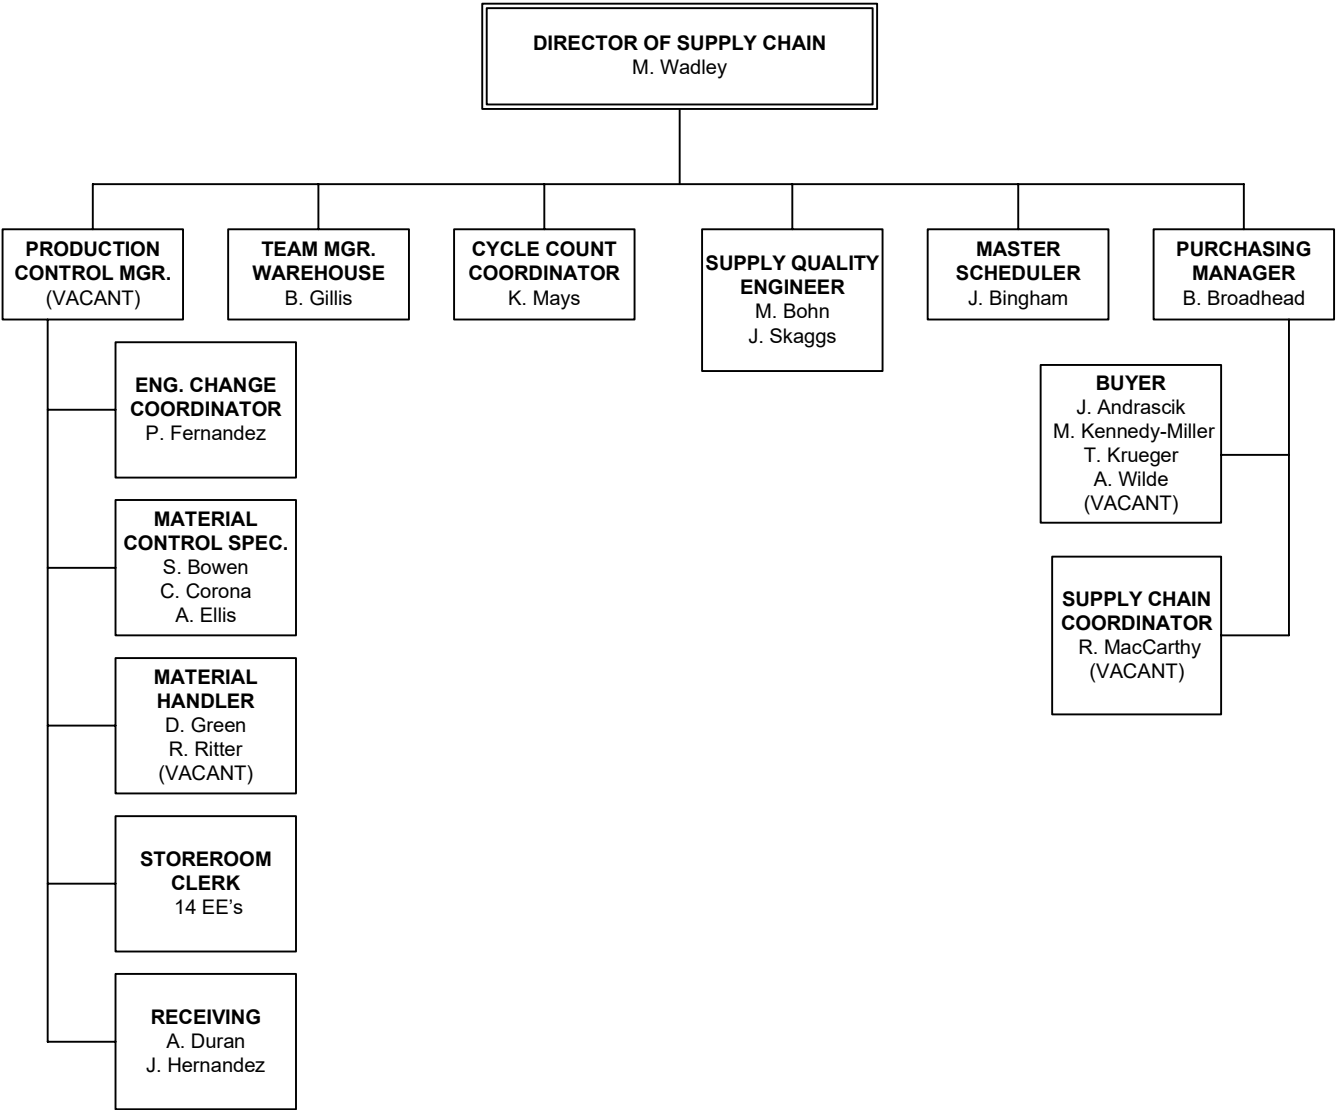 DIRECTOR OF SUPPLY CHAIN
M. Wadley
PRODUCTION
CONTROL MGR.
(VACANT)
TEAM MGR.
WAREHOUSE
B. Gillis
CYCLE COUNT
COORDINATOR
K. Mays
SUPPLY QUALITY
ENGINEER
M. Bohn
J. Skaggs
MASTER
SCHEDULER
J. Bingham
PURCHASING
MANAGER
B. Broadhead
ENG. CHANGE
COORDINATOR
P. Fernandez
MATERIAL
CONTROL SPEC.
S. Bowen
C. Corona
A. Ellis
MATERIAL
HANDLER
D. Green
R. Ritter
(VACANT)
STOREROOM
CLERK
14 EE’s
RECEIVING
A. Duran
J. Hernandez
BUYER
J. Andrascik
M. Kennedy-Miller
T. Krueger
A. Wilde
(VACANT)
SUPPLY CHAIN
COORDINATOR
R. MacCarthy
(VACANT)